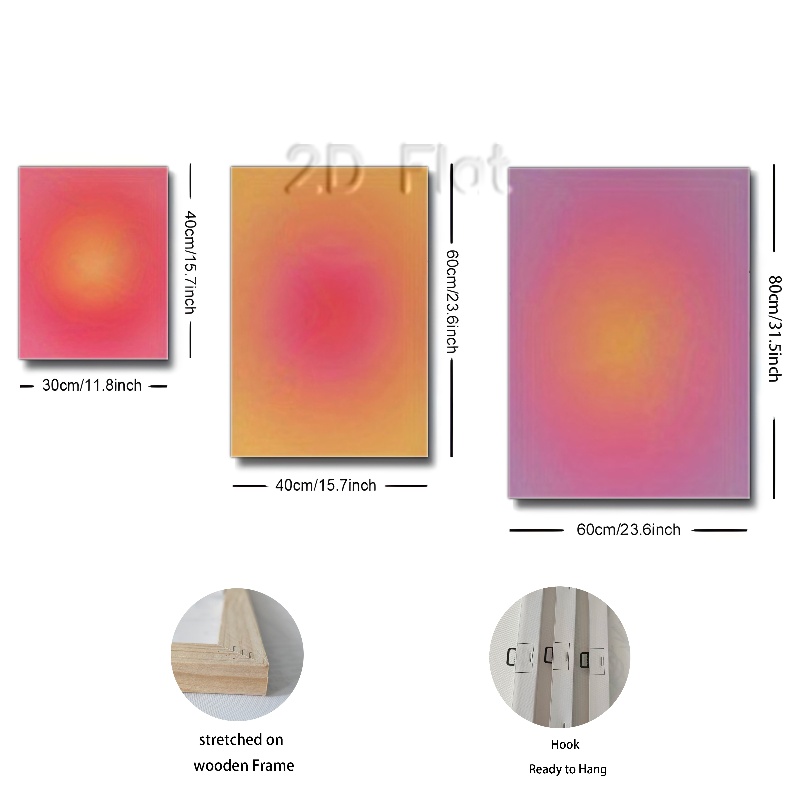 2D Flat
40cm/15.7inch
30cm/11.8inch
60cm/23.6inch
40cm/15.7inch
80cm/31.5inch
60cm/23.6inch
stretched on
wooden Frame
Hook
Ready to Hang